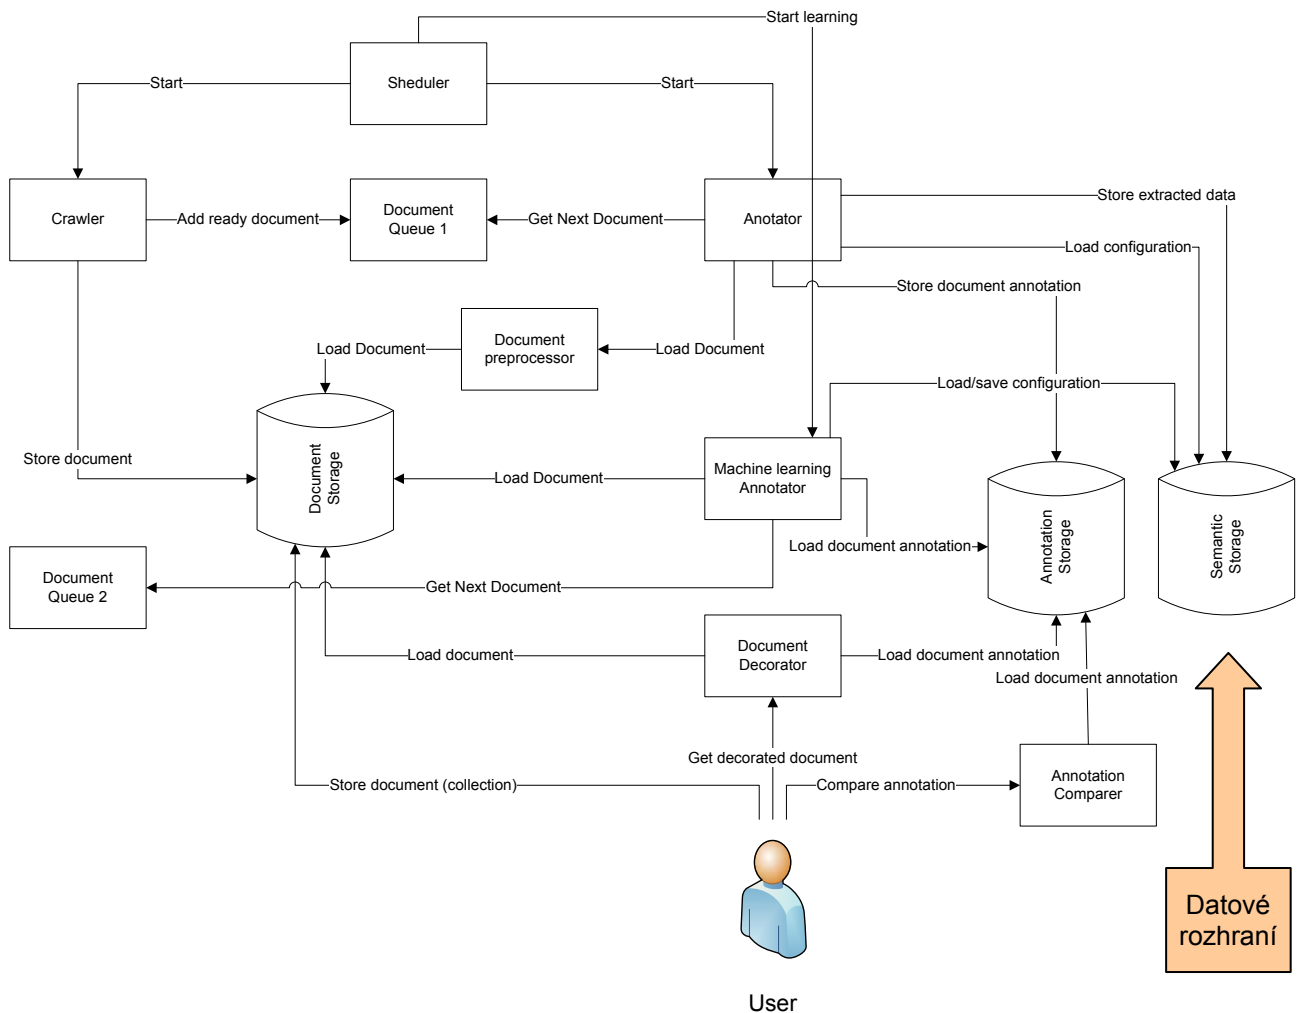 Start learning
Sheduler
Start
Start
Crawler
Add ready document
Document
Queue 1
Get Next Document
Anotator
Store extracted data
Load configuration
Store document annotation
Document
preprocessor
Load Document
Load Document
Load/save configuration
Store document
Document
Storage
Load Document
Machine learning
Annotator
Load document annotation
Annotation
Storage
Semantic
Storage
Document
Queue 2
Get Next Document
Load document
Document
Decorator
Load document annotation
Load document annotation
Get decorated document
Store document (collection)
Compare annotation
Annotation
Comparer
Datové
rozhraní
User